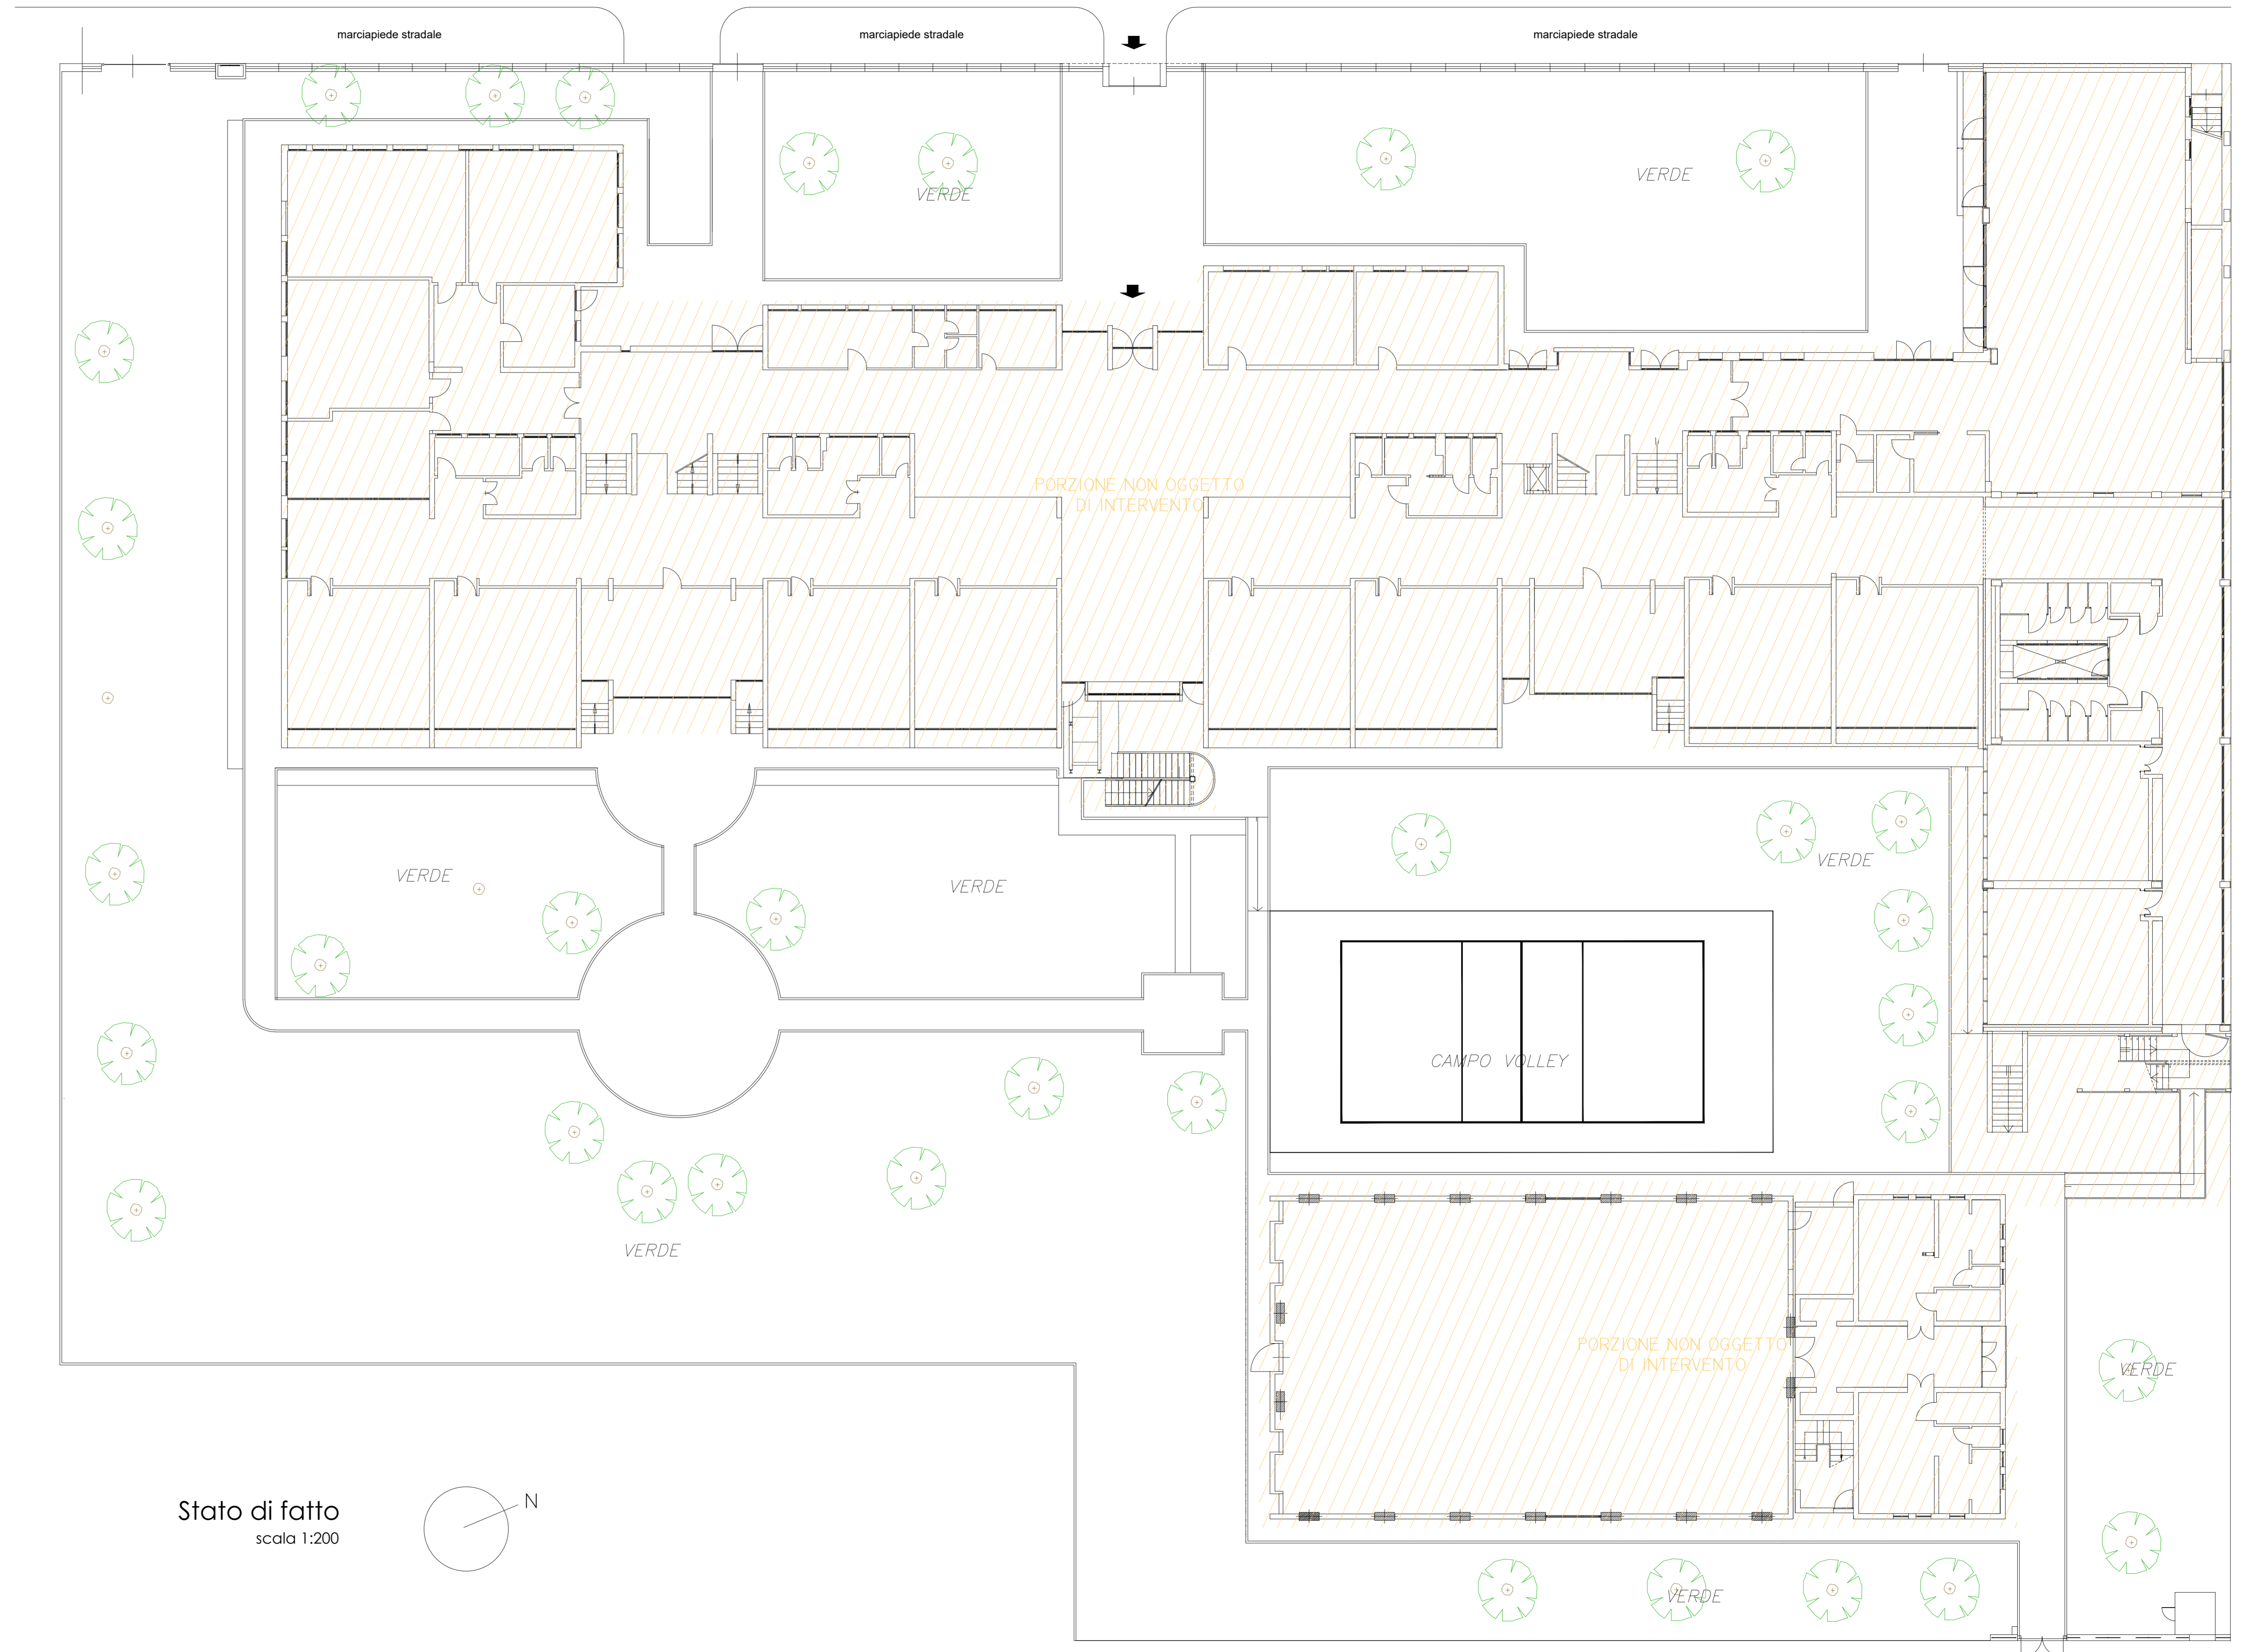 marciapiede stradale
marciapiede stradale
marciapiede stradale
VERDE
VERDE
PORZIONE NON OGGETTO
DI INTERVENTO
VERDE
VERDE
VERDE
CAMPO VOLLEY
VERDE
PORZIONE NON OGGETTO
DI INTERVENTO
VERDE
Stato di fatto
scala 1:200
N
VERDE